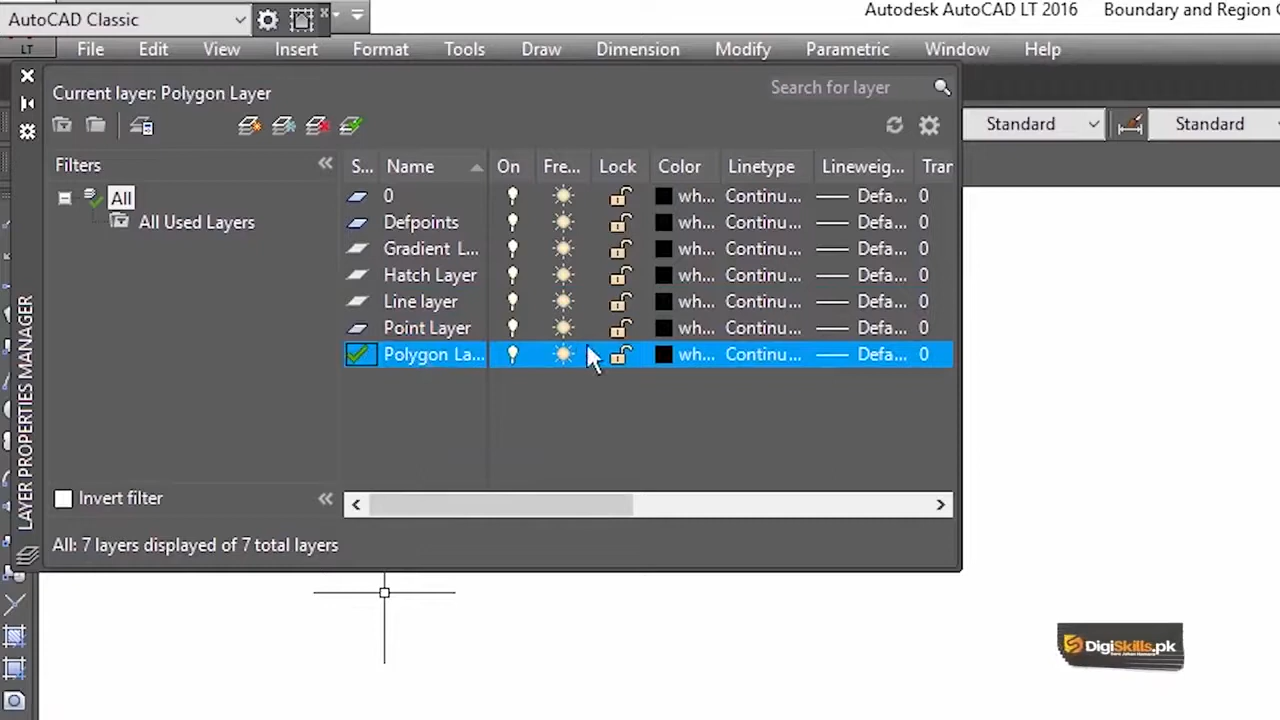 AutoCAD Classic
Autodesk AutoCAD LT 2016 Boundary and Region C
LT File Edit View Insert Format Tools Draw Dimension Modify Parametric Window Help
Current layer: Polygon Layer
Search for layer
Standard Standard
Filters
S... Name On Fre... Lock Color Linetype Lineweig... Tran
All
All Used Layers
0 wh... Continu... Defa... 0
Defpoints wh... Continu... Defa... 0
Gradient L... wh... Continu... Defa... 0
Hatch Layer wh... Continu... Defa... 0
Line layer wh... Continu... Defa... 0
Point Layer wh... Continu... Defa... 0
Polygon La... wh... Continu... Defa... 0
LAYER PROPERTIES MANAGER
Invert filter
All: 7 layers displayed of 7 total layers
DigiSkills.pk